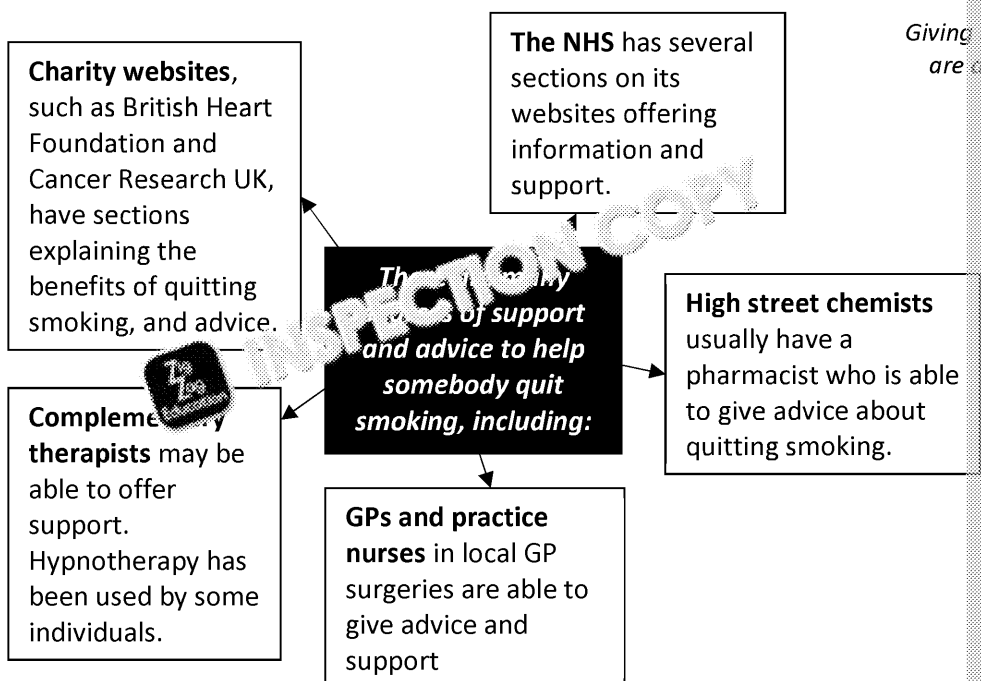 Giving
are
The NHS has several
sections on its
websites offering
information and
support.
Charity websites,
such as British Heart
Foundation and
Cancer Research UK,
have sections
explaining the
benefits of quitting
smoking, and advice.
of support
and advice to help
somebody quit
smoking, including:
High street chemists
usually have a
pharmacist who is able
to give advice about
quitting smoking.
therapists may be
able to offer
support.
Hypnotherapy has
been used by some
individuals.
GPs and practice
nurses in local GP
surgeries are able to
give advice and
support
INSPECTION COPY
Zig
Zag
Education